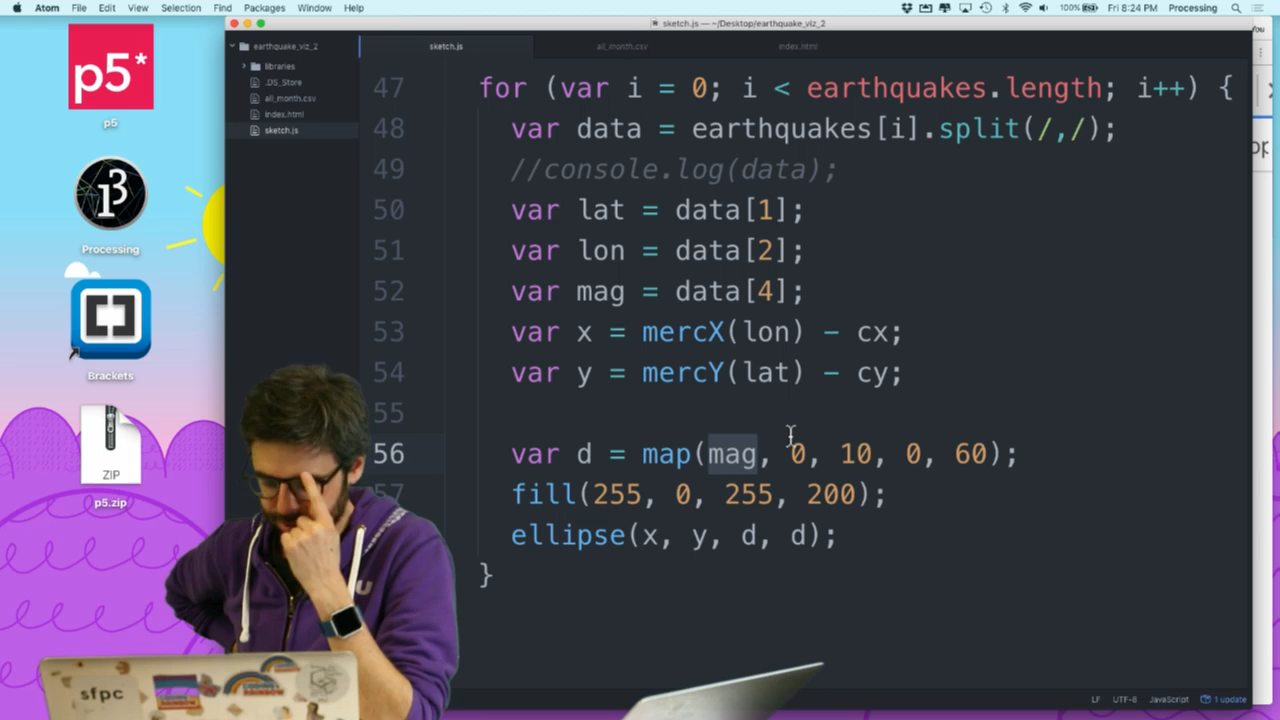 Atom File Edit View Selection Find Packages Window Help
100% Fri 8:24 PM Processing
sketch.js — ~/Desktop/earthquake_viz_2
earthquake_viz_2
libraries
.DS_Store
all_month.csv
index.html
sketch.js
sketch.js all_month.csv index.html
47 for (var i = 0; i < earthquakes.length; i++) {
48 var data = earthquakes[i].split(/,/);
49 //console.log(data);
50 var lat = data[1];
51 var lon = data[2];
52 var mag = data[4];
53 var x = mercX(lon) - cx;
54 var y = mercY(lat) - cy;
55
56 var d = map(mag, 0, 10, 0, 60);
57 fill(255, 0, 255, 200);
ellipse(x, y, d, d);
}
LF UTF-8 JavaScript 1 update
p5*
p5
Processing
Brackets
ZIP
p5.zip
sfpc
U